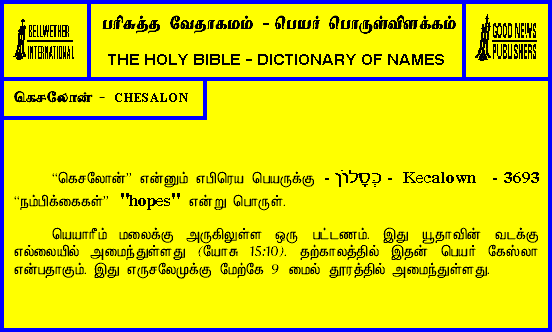 BELLWETHER
INTERNATIONAL
பரிசுத்த வேதாகமம் - பெயர் பொருள்விளக்கம்
THE HOLY BIBLE - DICTIONARY OF NAMES
GOOD NEWS
PUBLISHERS
கெசலோன் - CHESALON
“கெசலோன்” என்னும் எபிரெய பெயருக்கு - כְּסָלוֹן - Kecalown - 3693
“நம்பிக்கைகள்” "hopes" என்று பொருள்.
யெயாரீம் மலைக்கு அருகிலுள்ள ஒரு பட்டணம். இது யூதாவின் வடக்கு
எல்லையில் அமைந்துள்ளது (யோசு 15:10). தற்காலத்தில் இதன் பெயர் கேஸ்லா
என்பதாகும். இது எருசலேமுக்கு மேற்கே 9 மைல் தூரத்தில் அமைந்துள்ளது.